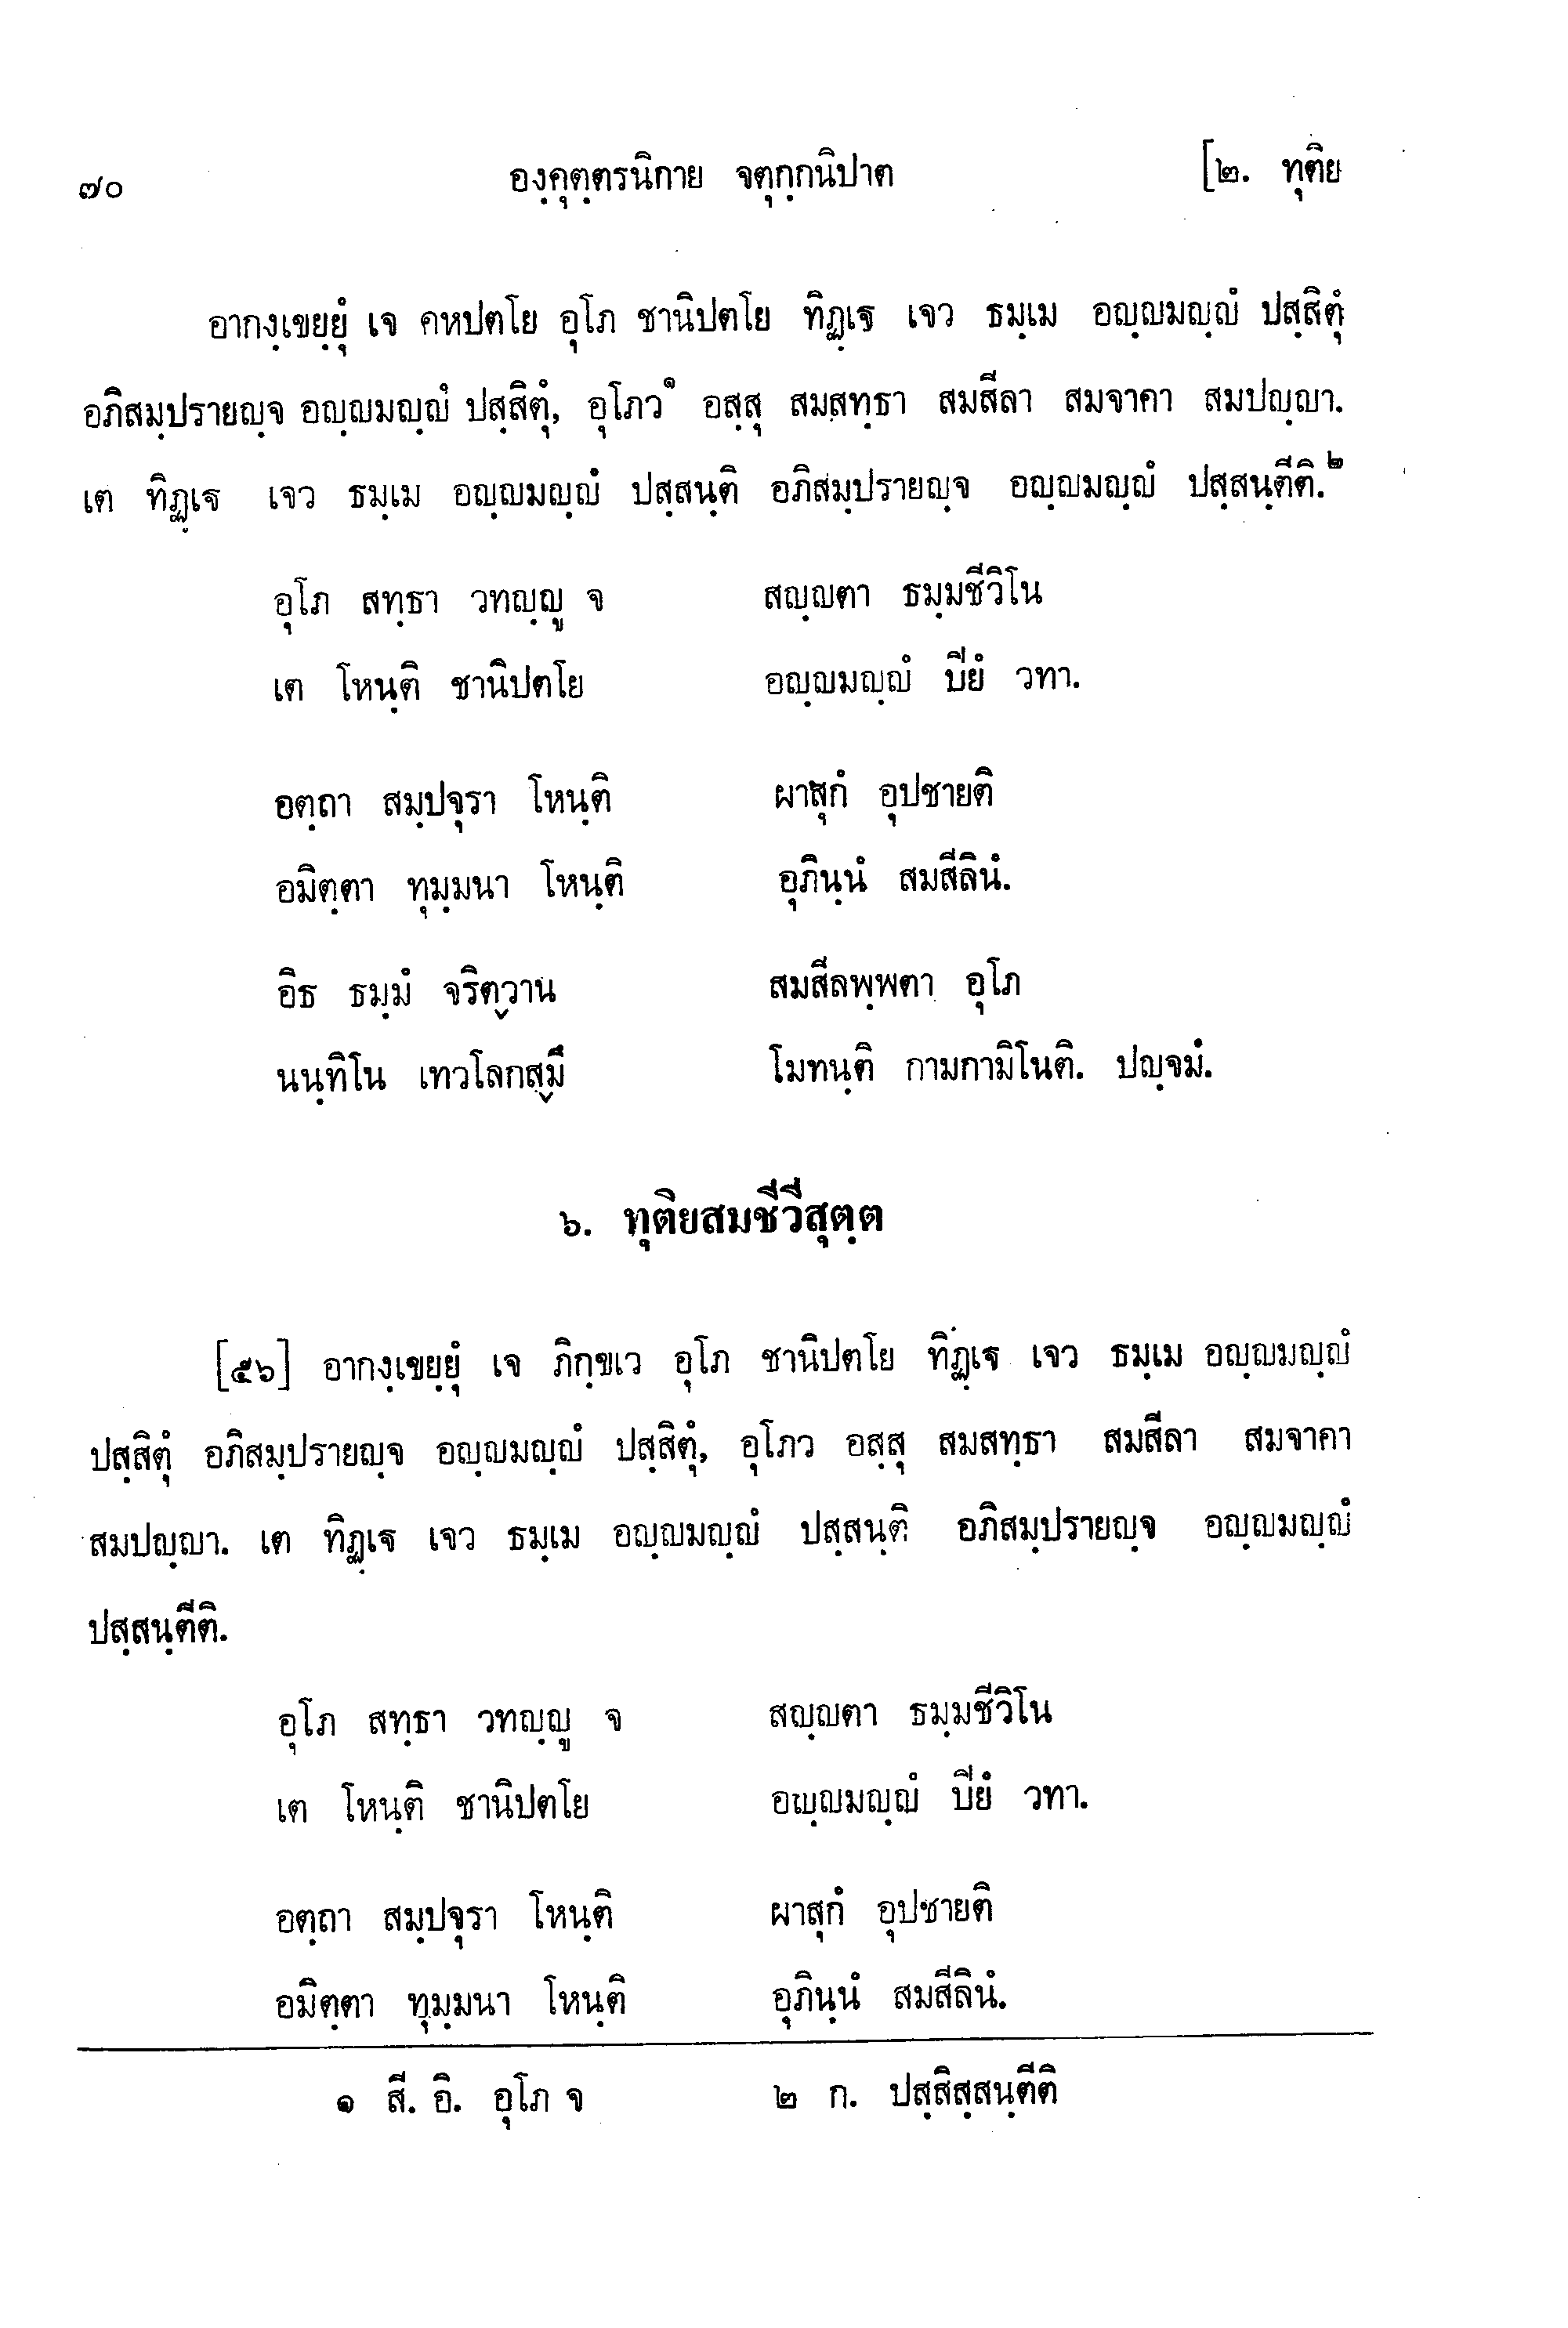 ๗๐ องฺคุตฺตรนิกาย จตุกฺกนิปาต [๒. ทุติย
อากงฺเขยฺยุํ เจ คหปตโย อุโภ ชานิปตโย ทิฏฺเฐ เจว ธมฺเม อญฺญมญฺญํ ปสฺสิตุํ
อภิสมฺปรายญฺจ อญฺญมญฺญํ ปสฺสิตุํ, อุโภว๑ อสฺสุ สมสทฺธา สมสีลา สมจาคา สมปญฺญา.
เต ทิฏฺเฐ เจว ธมฺเม อญฺญมญฺญํ ปสฺสนฺติ อภิสมฺปรายญฺจ อญฺญมญฺญํ ปสฺสนฺตีติ.๒
อุโภ สทฺธา วทญฺญู จ สญฺญตา ธมฺมชีวิโน
เต โหนฺติ ชานิปตโย อญฺญมญฺญํ ปิยํ วทา.
อตฺถา สมฺปจุรา โหนฺติ ผาสุกํ อุปชายติ
อมิตฺตา ทุมฺมนา โหนฺติ อุภินฺนํ สมสีลินํ.
อิธ ธมฺมํ จริตฺวาน สมสีลพฺพตา อุโภ
นนฺทิโน เทวโลกสฺมึ โมทนฺติ กามกามิโนติ. ปญฺจมํ.
๖. ทุติยสมชีวีสุตฺต
[๕๖] อากงฺเขยฺยุํ เจ ภิกฺขเว อุโภ ชานิปตโย ทิฏฺเฐ เจว ธมฺเม อญฺญมญฺญํ
ปสฺสิตุํ อภิสมฺปรายญฺจ อญฺญมญฺญํ ปสฺสิตุํ, อุโภว อสฺสุ สมสทฺธา สมสีลา สมจาคา
สมปญฺญา. เต ทิฏฺเฐ เจว ธมฺเม อญฺญมญฺญํ ปสฺสนฺติ อภิสมฺปรายญฺจ อญฺญมญฺญํ
ปสฺสนฺตีติ.
อุโภ สทฺธา วทญฺญู จ สญฺญตา ธมฺมชีวิโน
เต โหนฺติ ชานิปตโย อญฺญมญฺญํ ปิยํ วทา.
อตฺถา สมฺปจุรา โหนฺติ ผาสุกํ อุปชายติ
อมิตฺตา ทุมฺมนา โหนฺติ อุภินฺนํ สมสีลินํ.
๑ สี. อิ. อุโภ จ ๒ ก. ปสฺสิสฺสนฺตีติ